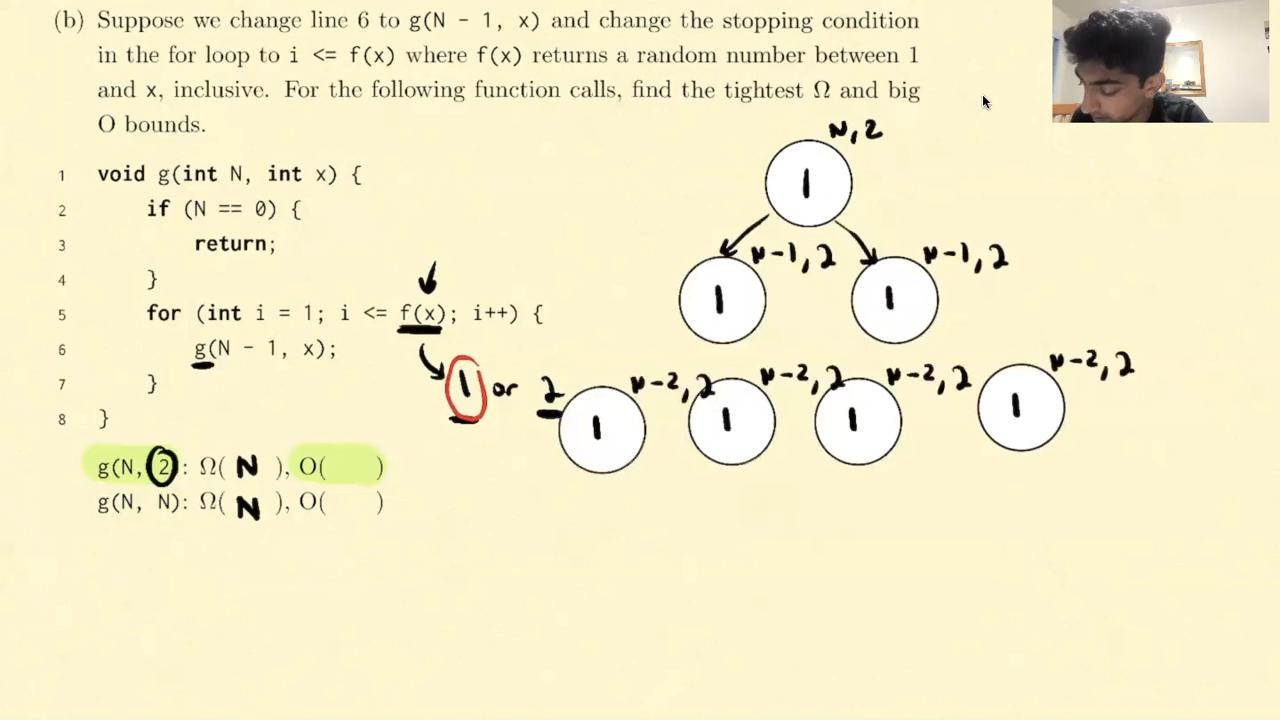 (b) Suppose we change line 6 to g(N - 1, x) and change the stopping condition
in the for loop to i <= f(x) where f(x) returns a random number between 1
and x, inclusive. For the following function calls, find the tightest Ω and big
O bounds.
1 void g(int N, int x) {
2 if (N == 0) {
3 return;
4 }
5 for (int i = 1; i <= f(x); i++) {
6 g(N - 1, x);
7 }
8 }
1 or 2
g(N, 2): Ω( N ), O( )
g(N, N): Ω( N ), O( )
N, 2
1
N-1, 2 N-1, 2
1 1
N-2, 2 N-2, 2 N-2, 2 N-2, 2
1 1 1 1